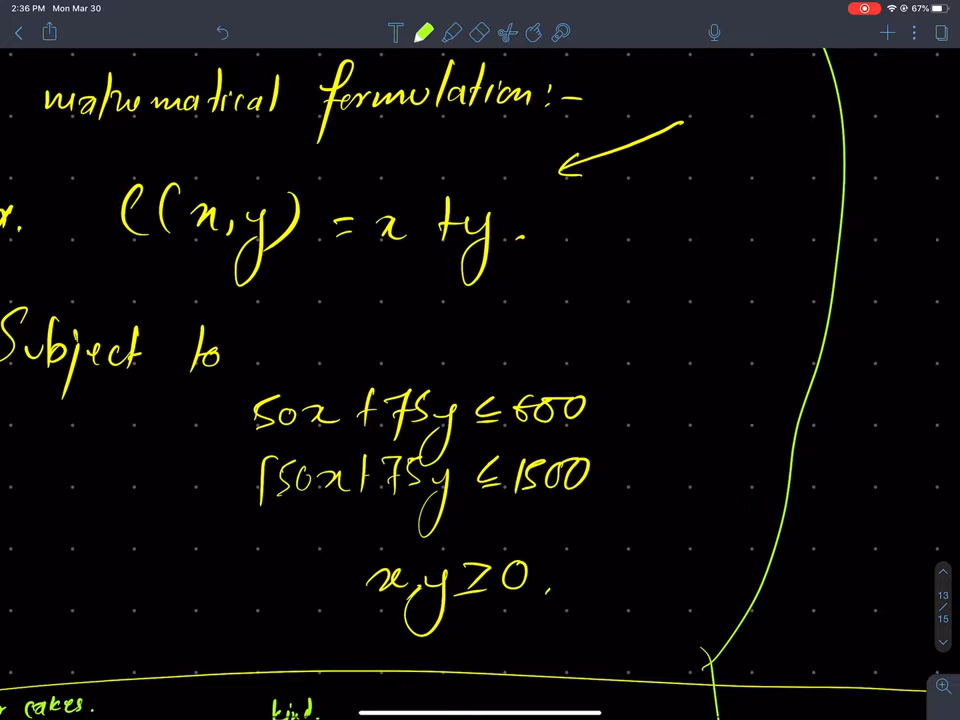 2:36 PM Mon Mar 30
67%
mathematical formulation:-
C(x,y) = x + y.
Subject to
50x + 75y ≤ 600
150x + 75y ≤ 1500
x,y ≥ 0.
13
/
15
cakes.
kind.